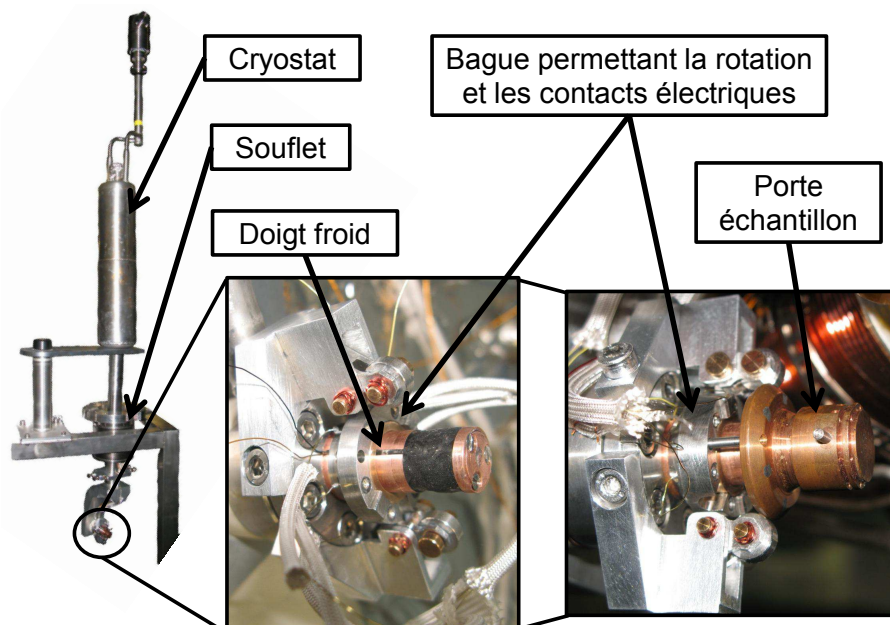 Cryostat
Bague permettant la rotation
et les contacts électriques
Souflet
Porte
échantillon
Doigt froid